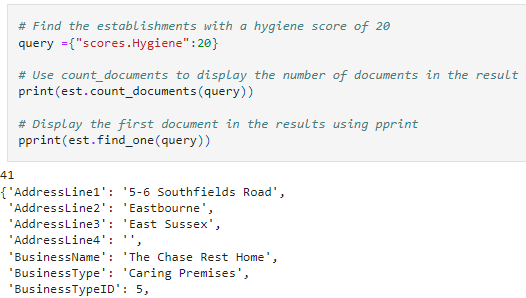 # Find the establishments with a hygiene score of 20
query ={"scores.Hygiene":20}
# Use count_documents to display the number of documents in the result
print(est.count_documents(query))
# Display the first document in the results using pprint
pprint(est.find_one(query))
41
{'AddressLine1': '5-6 Southfields Road',
'AddressLine2': 'Eastbourne',
'AddressLine3': 'East Sussex',
'AddressLine4': '',
'BusinessName': 'The Chase Rest Home',
'BusinessType': 'Caring Premises',
'BusinessTypeID': 5,